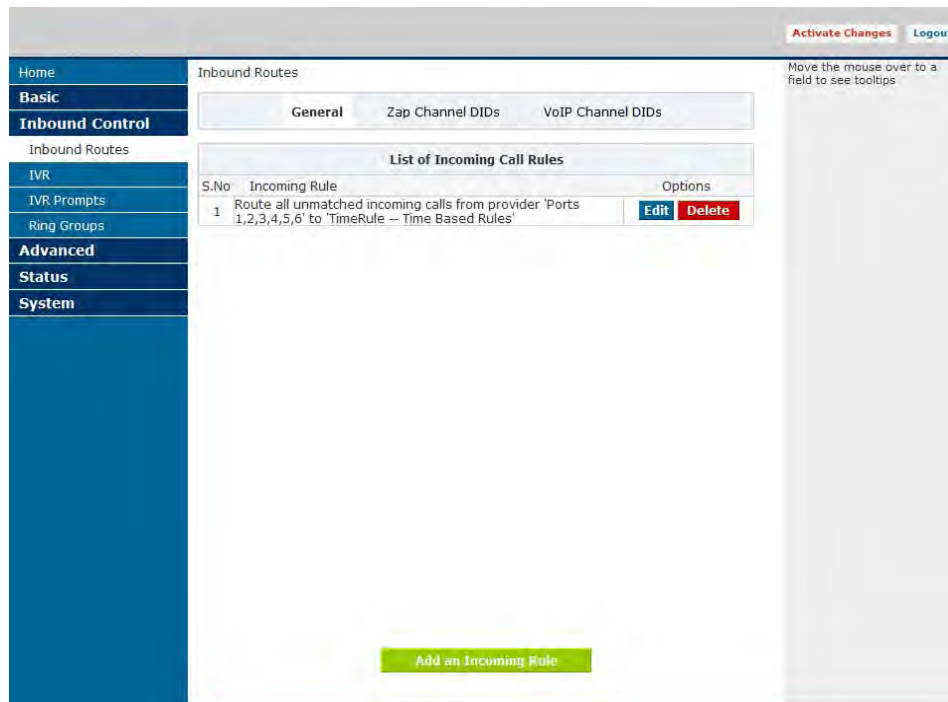 Activate Changes Logou
Home
Basic
Inbound Control
Inbound Routes
IVR
IVR Prompts
Ring Groups
Advanced
Status
System
Inbound Routes
General Zap Channel DIDs VoIP Channel DIDs
List of Incoming Call Rules
S.No Incoming Rule Options
1 Route all unmatched incoming calls from provider 'Ports
1,2,3,4,5,6' to 'TimeRule -- Time Based Rules'
Edit Delete
Add an Incoming Rule
Move the mouse over to a
field to see tooltips